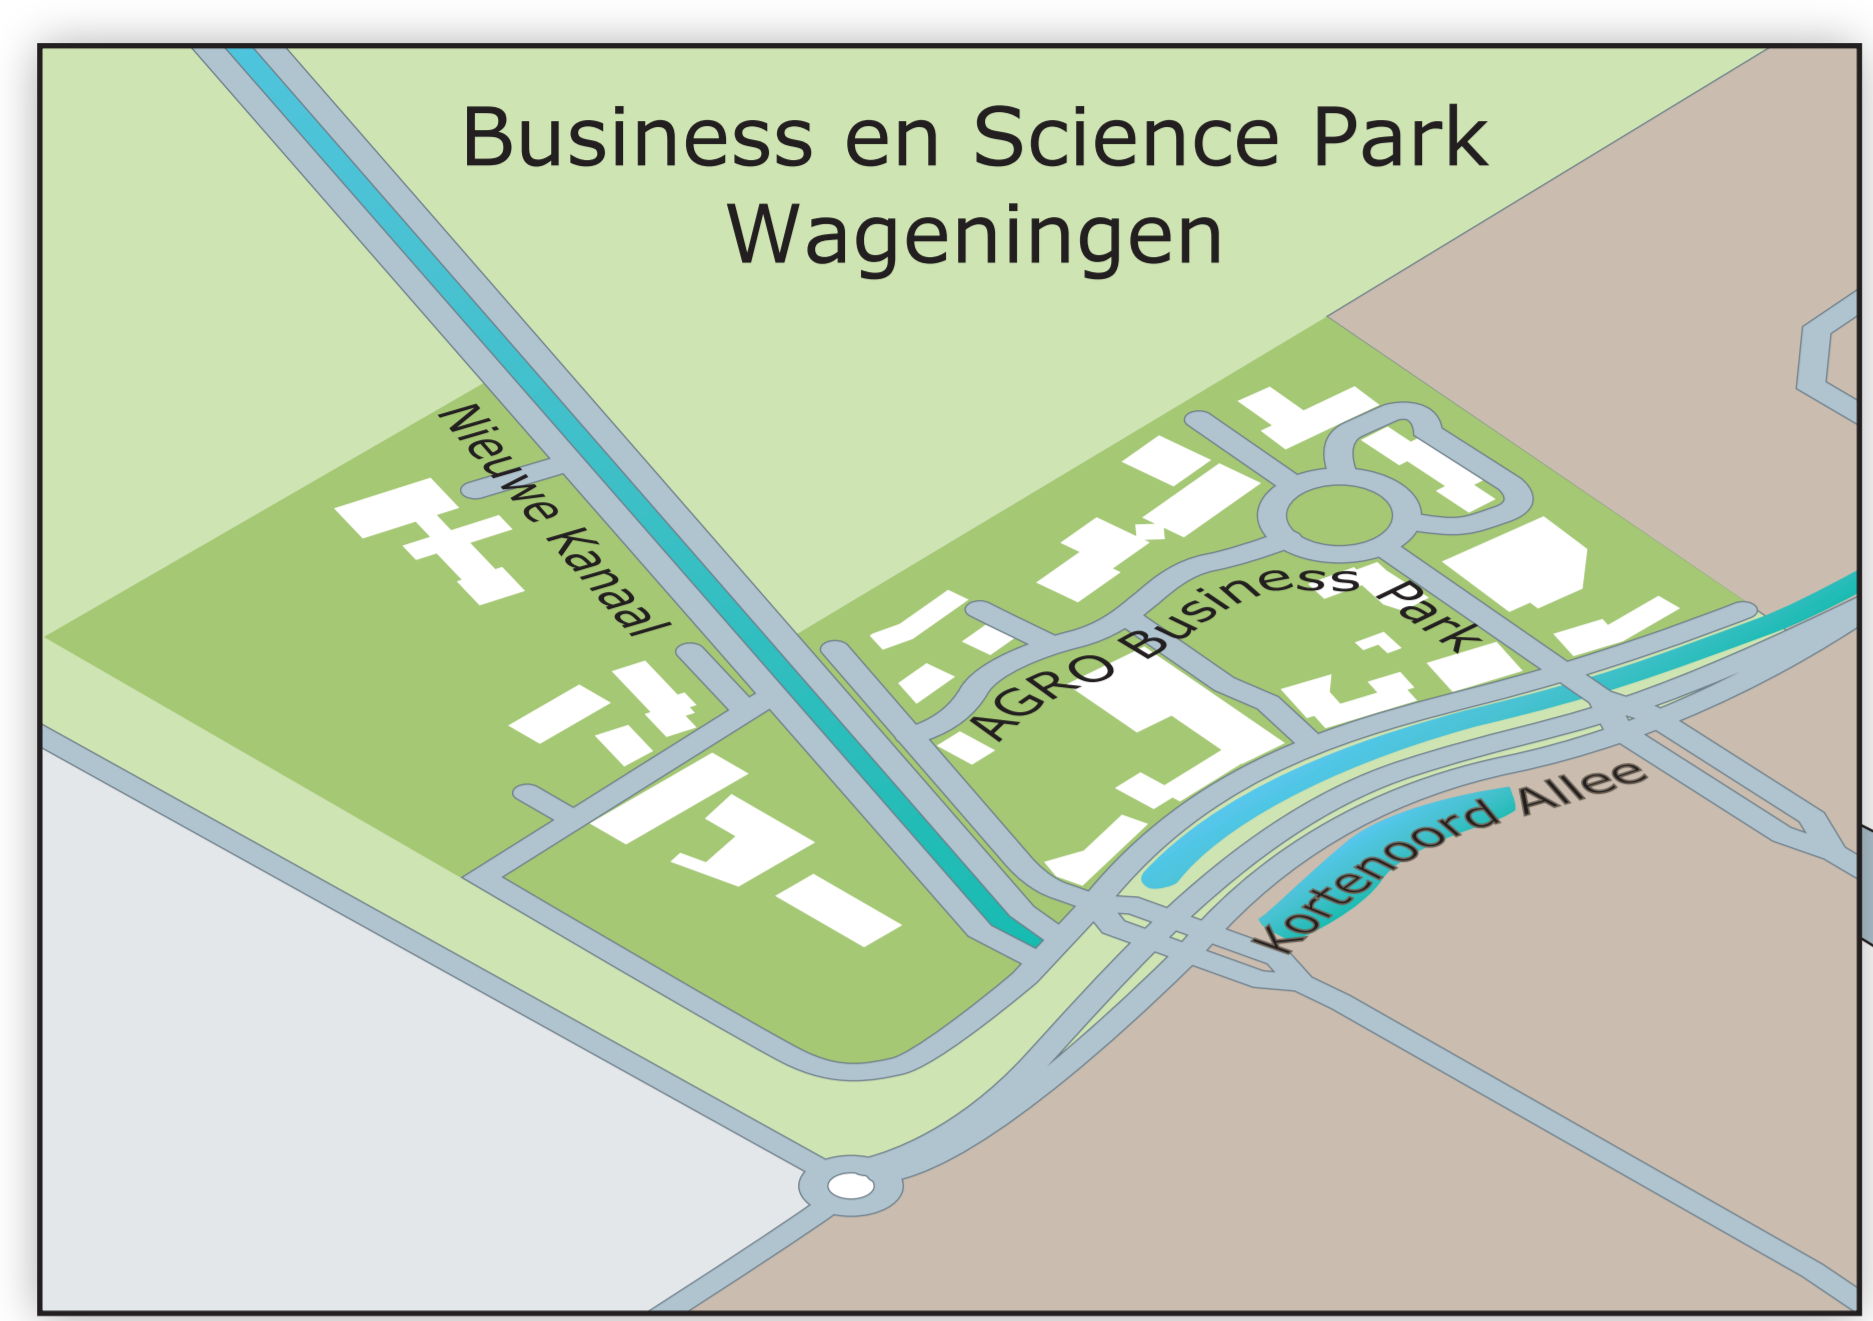 Business en Science Park
Wageningen
Nieuwe Kanaal
AGRO Business Park
Kortenoord Allee